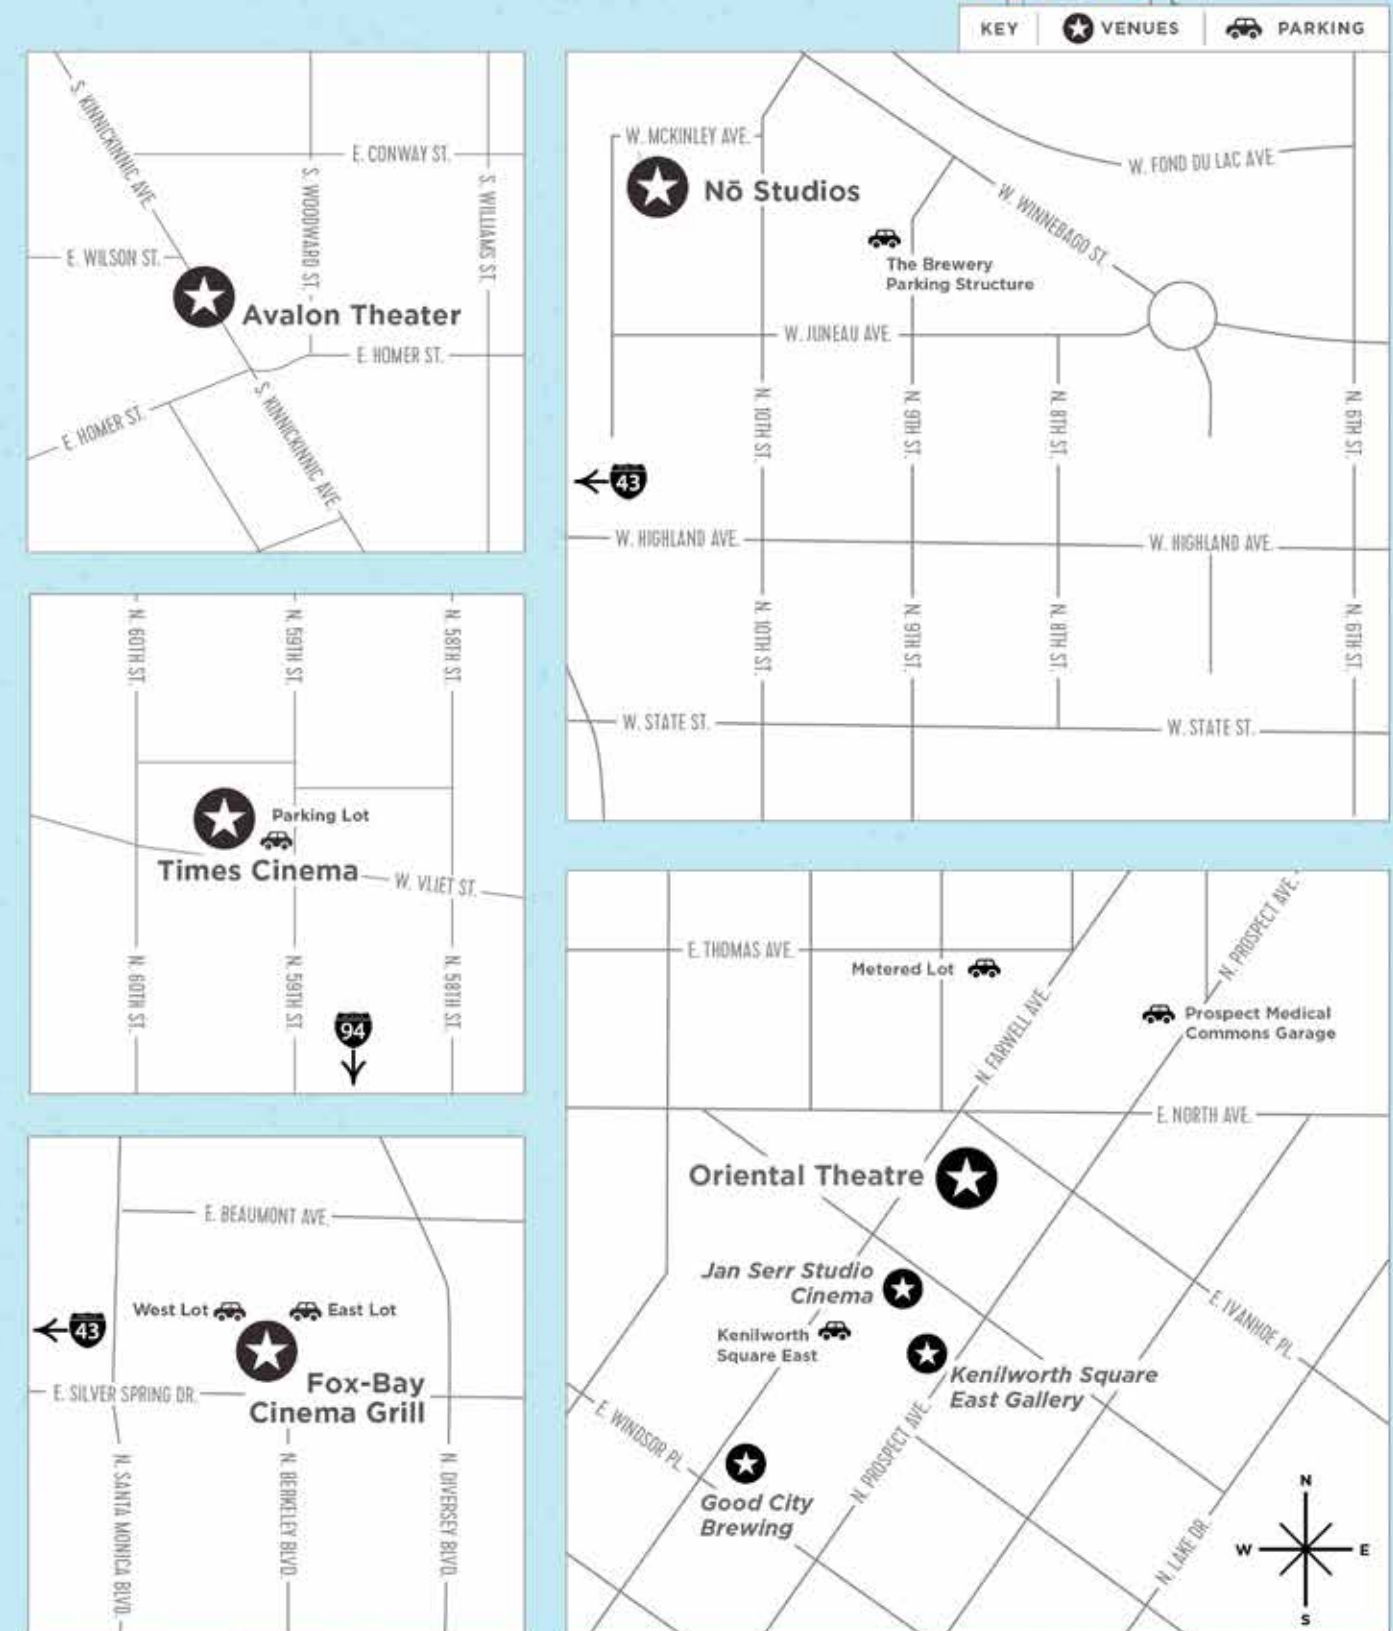 KEY
VENUES
PARKING
S. KINNICKINNIC AVE.
E. CONWAY ST.
S. WOODWARD ST.
S. WILLIAMS ST.
E. WILSON ST.
Avalon Theater
E. HOMER ST.
E. HOMER ST.
S. KINNICKINNIC AVE.
W. MCKINLEY AVE.
W. FOND DU LAC AVE.
Nō Studios
W. WINNEBAGO ST.
The Brewery
Parking Structure
W. JUNEAU AVE.
N. 10TH ST.
N. 9TH ST.
N. 8TH ST.
N. 6TH ST.
43
W. HIGHLAND AVE.
W. HIGHLAND AVE.
N. 10TH ST.
N. 9TH ST.
N. 8TH ST.
N. 6TH ST.
W. STATE ST.
W. STATE ST.
N. 60TH ST.
N. 59TH ST.
N. 58TH ST.
Parking Lot
Times Cinema
W. VLIET ST.
N. 60TH ST.
N. 59TH ST.
N. 58TH ST.
94
E. BEAUMONT AVE.
West Lot
East Lot
43
Fox-Bay
Cinema Grill
E. SILVER SPRING DR.
N. SANTA MONICA BLVD.
N. BERKELEY BLVD.
N. DIVERSEY BLVD.
E. THOMAS AVE.
Metered Lot
N. FARWELL AVE.
N. PROSPECT AVE.
Prospect Medical
Commons Garage
E. NORTH AVE.
Oriental Theatre
Jan Serr Studio
Cinema
Kenilworth
Square East
E. IVANHOE PL.
Kenilworth Square
East Gallery
E. WINDSOR PL.
N. PROSPECT AVE.
Good City
Brewing
N. LAKE DR.
N
W
E
S